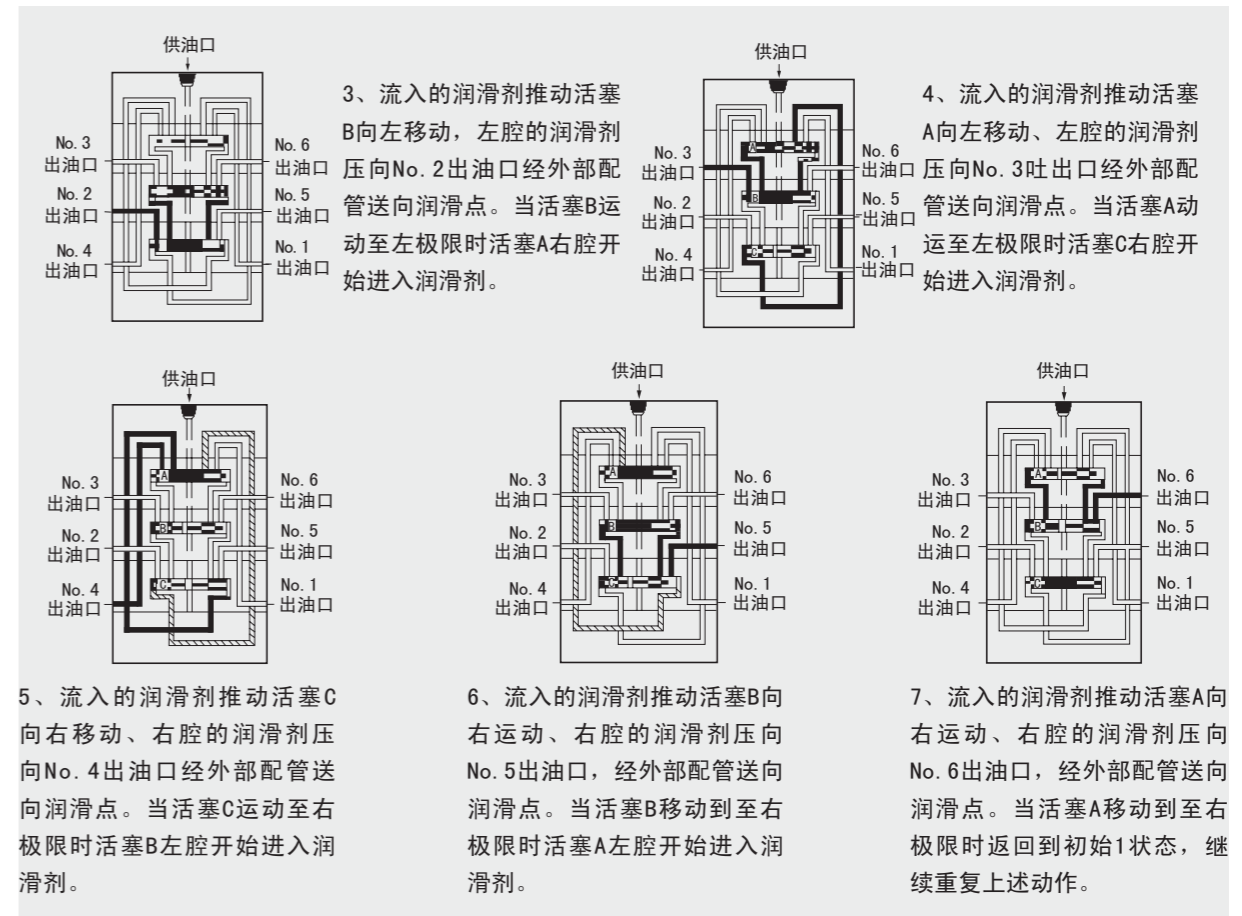 供油口
No. 3
出油口
No. 2
出油口
No. 4
出油口
No. 6
出油口
No. 5
出油口
No. 1
出油口
3、流入的润滑剂推动活塞
B向左移动，左腔的润滑剂
压向No. 2出油口经外部配
管送向润滑点。当活塞B运
动至左极限时活塞A右腔开
始进入润滑剂。
供油口
No. 3
出油口
No. 2
出油口
No. 4
出油口
A
B
C
No. 6
出油口
No. 5
出油口
No. 1
出油口
4、流入的润滑剂推动活塞
A向左移动、左腔的润滑剂
压向No. 3吐出口经外部配
管送向润滑点。当活塞A动
运至左极限时活塞C右腔开
始进入润滑剂。
供油口
No. 3
出油口
No. 2
出油口
No. 4
出油口
A
B
C
No. 6
出油口
No. 5
出油口
No. 1
出油口
5、流入的润滑剂推动活塞C
向右移动、右腔的润滑剂压
向No. 4出油口经外部配管送
向润滑点。当活塞C运动至右
极限时活塞B左腔开始进入润
滑剂。
供油口
No. 3
出油口
No. 2
出油口
No. 4
出油口
A
B
C
No. 6
出油口
No. 5
出油口
No. 1
出油口
6、流入的润滑剂推动活塞B向
右运动、右腔的润滑剂压向
No. 5出油口，经外部配管送向
润滑点。当活塞B移动到至右
极限时活塞A左腔开始进入润
滑剂。
供油口
No. 3
出油口
No. 2
出油口
No. 4
出油口
A
B
C
No. 6
出油口
No. 5
出油口
No. 1
出油口
7、流入的润滑剂推动活塞A向
右运动、右腔的润滑剂压向
No. 6出油口，经外部配管送向
润滑点。当活塞A移动到至右
极限时返回到初始1状态，继
续重复上述动作。